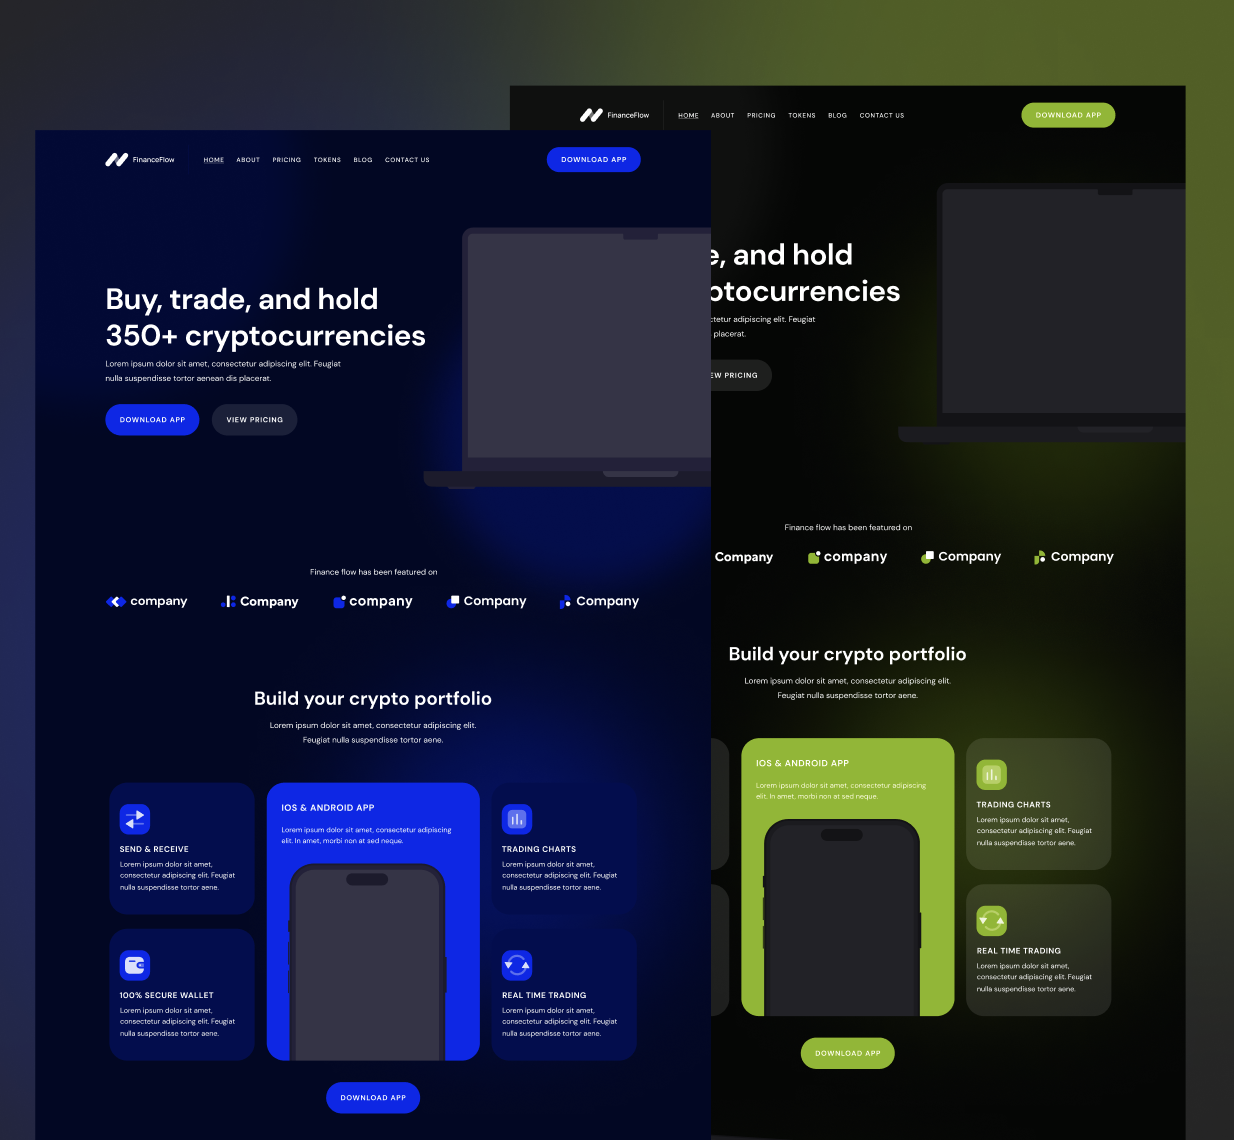 FinanceFlow
HOME ABOUT PRICING TOKENS BLOG CONTACT US
DOWNLOAD APP
Buy, trade, and hold
350+ cryptocurrencies
Lorem ipsum dolor sit amet, consectetur adipiscing elit. Feugiat
nulla suspendisse tortor aenean dis placerat.
DOWNLOAD APP
VIEW PRICING
Finance flow has been featured on
company
Company
company
Company
Company
Build your crypto portfolio
Lorem ipsum dolor sit amet, consectetur adipiscing elit.
Feugiat nulla suspendisse tortor aene.
SEND & RECEIVE
Lorem ipsum dolor sit amet,
consectetur adipiscing elit. Feugiat
nulla suspendisse tortor aene.
100% SECURE WALLET
Lorem ipsum dolor sit amet,
consectetur adipiscing elit. Feugiat
nulla suspendisse tortor aene.
IOS & ANDROID APP
Lorem ipsum dolor sit amet, consectetur adipiscing
elit. In amet, morbi non at sed neque.
TRADING CHARTS
Lorem ipsum dolor sit amet,
consectetur adipiscing elit. Feugiat
nulla suspendisse tortor aene.
REAL TIME TRADING
Lorem ipsum dolor sit amet,
consectetur adipiscing elit. Feugiat
nulla suspendisse tortor aene.
DOWNLOAD APP
FinanceFlow
HOME ABOUT PRICING TOKENS BLOG CONTACT US
DOWNLOAD APP
e, and hold
ptocurrencies
ctetur adipiscing elit. Feugiat
placerat.
EW PRICING
Finance flow has been featured on
Company
company
Company
Company
Build your crypto portfolio
Lorem ipsum dolor sit amet, consectetur adipiscing elit.
Feugiat nulla suspendisse tortor aene.
IOS & ANDROID APP
Lorem ipsum dolor sit amet, consectetur adipiscing
elit. In amet, morbi non at sed neque.
TRADING CHARTS
Lorem ipsum dolor sit amet,
consectetur adipiscing elit. Feugiat
nulla suspendisse tortor aene.
REAL TIME TRADING
Lorem ipsum dolor sit amet,
consectetur adipiscing elit. Feugiat
nulla suspendisse tortor aene.
DOWNLOAD APP